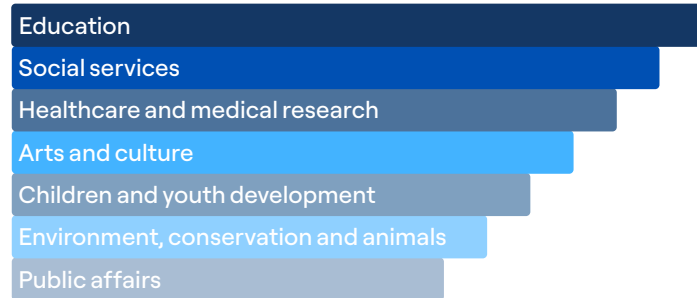 Education
Social services
Healthcare and medical research
Arts and culture
Children and youth development
Environment, conservation and animals
Public affairs